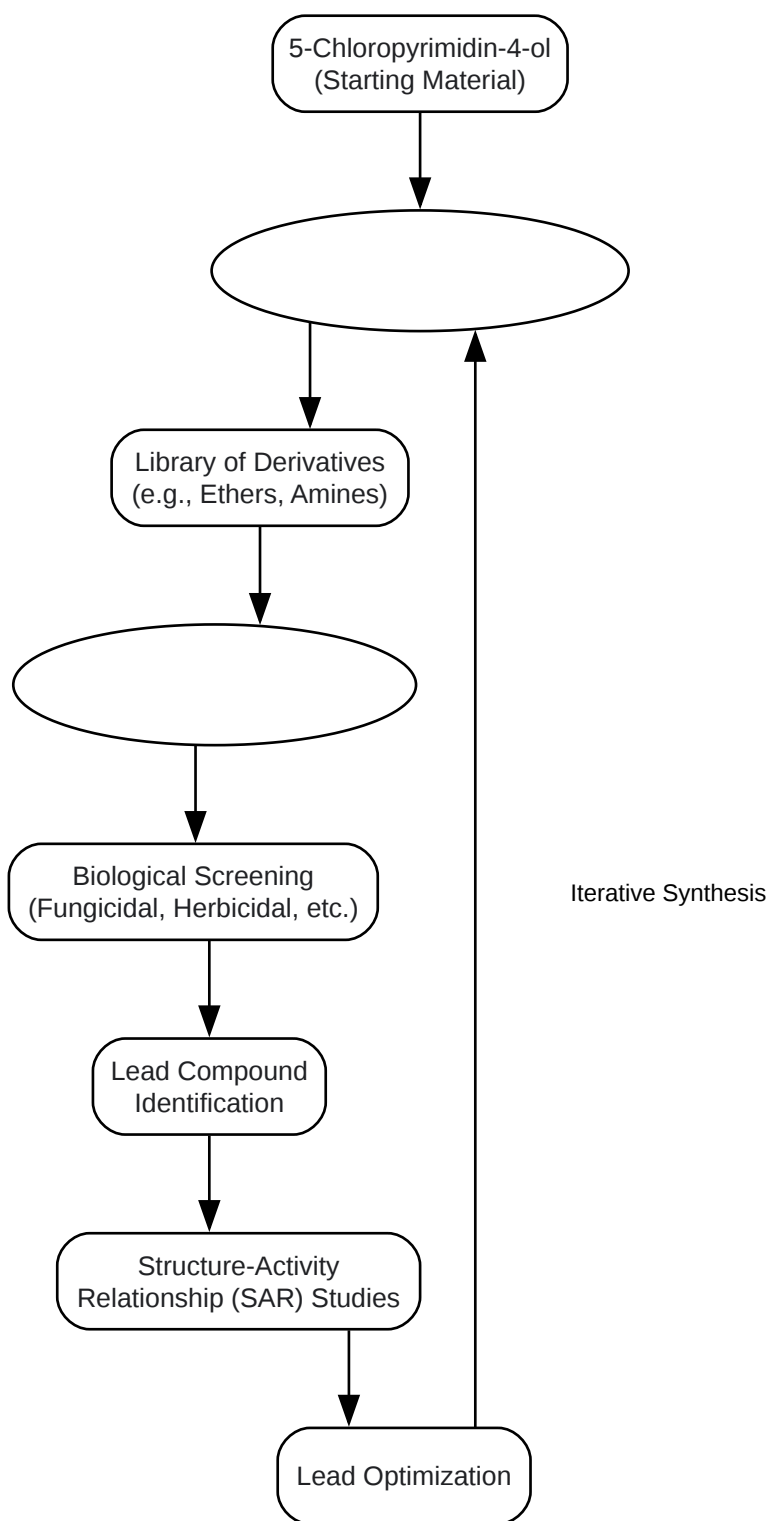 5-Chloropyrimidin-4-ol
(Starting Material)
Library of Derivatives
(e.g., Ethers, Amines)
Biological Screening
(Fungicidal, Herbicidal, etc.)
Iterative Synthesis
Lead Compound
Identification
Structure-Activity
Relationship (SAR) Studies
Lead Optimization